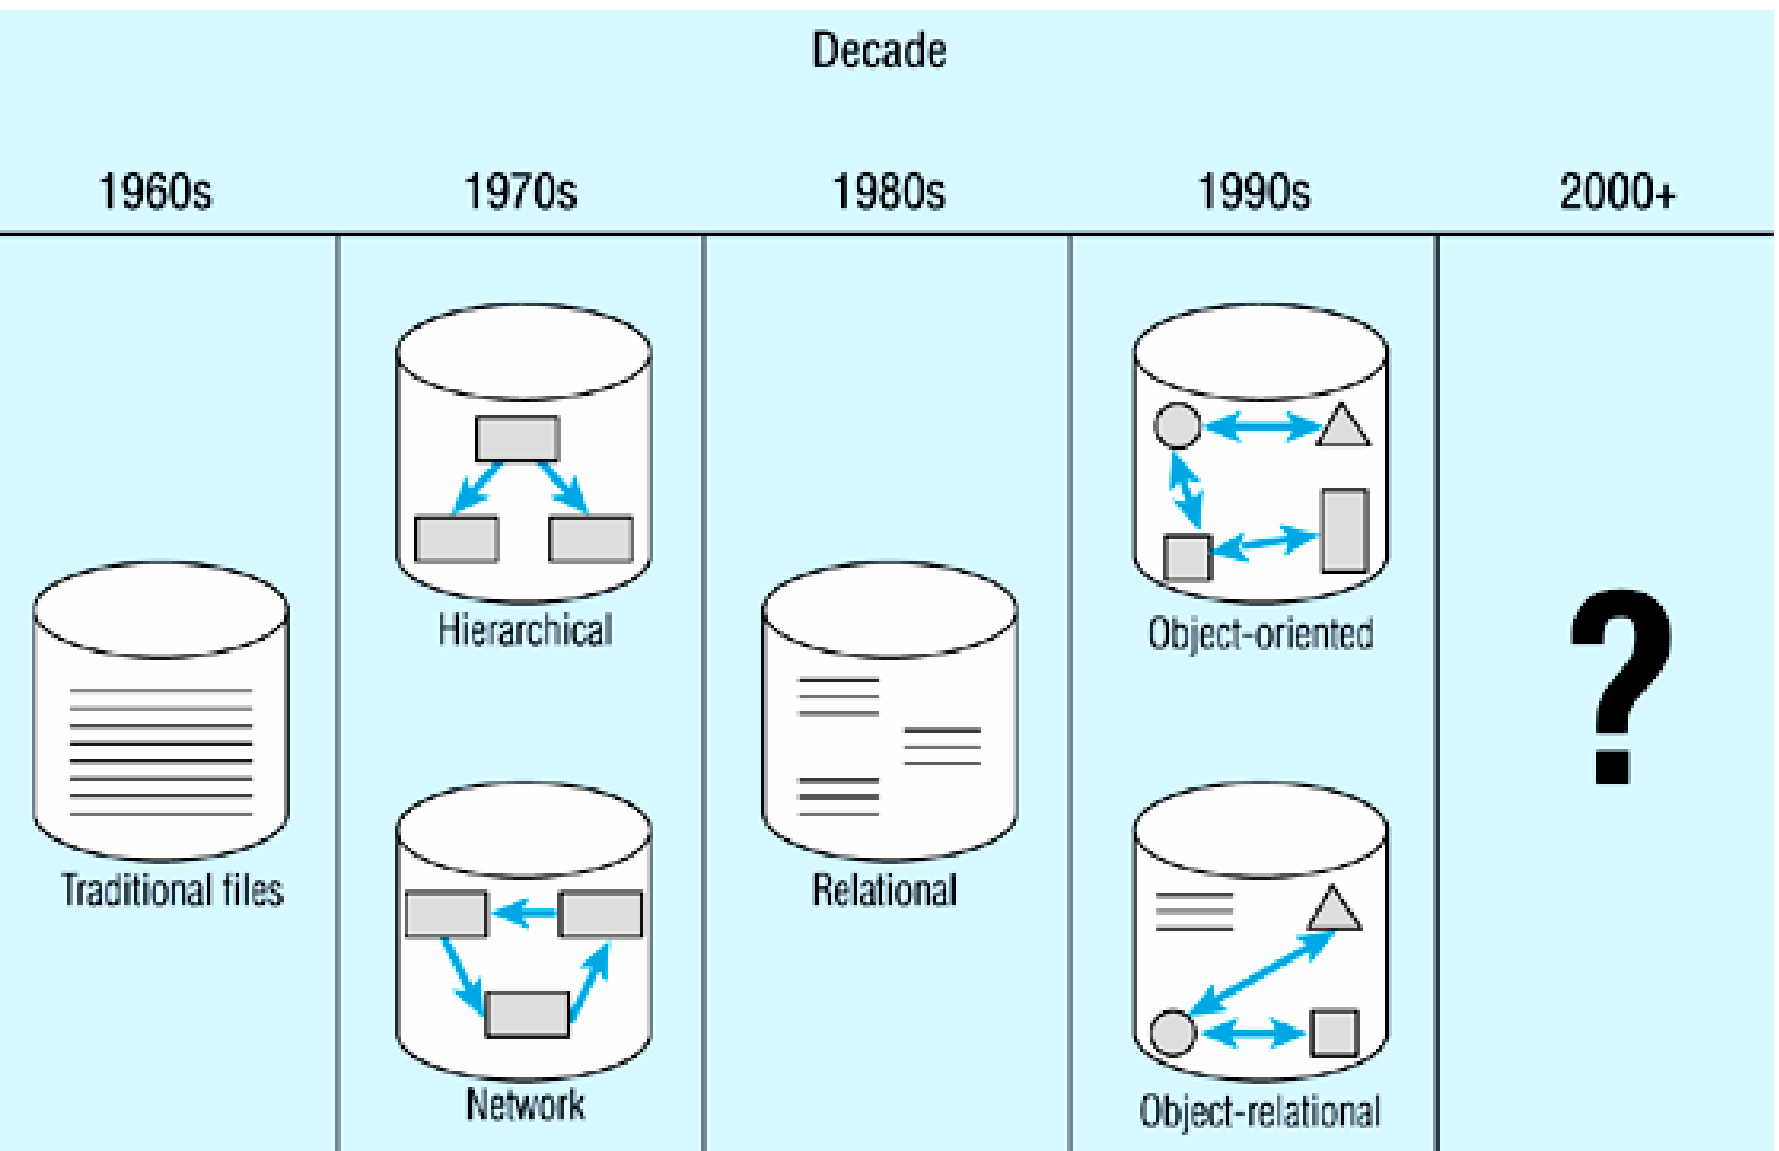 Decade
1960s 1970s 1980s 1990s 2000+
Hierarchical
Object-oriented
Traditional files
Relational
Network
Object-relational
?